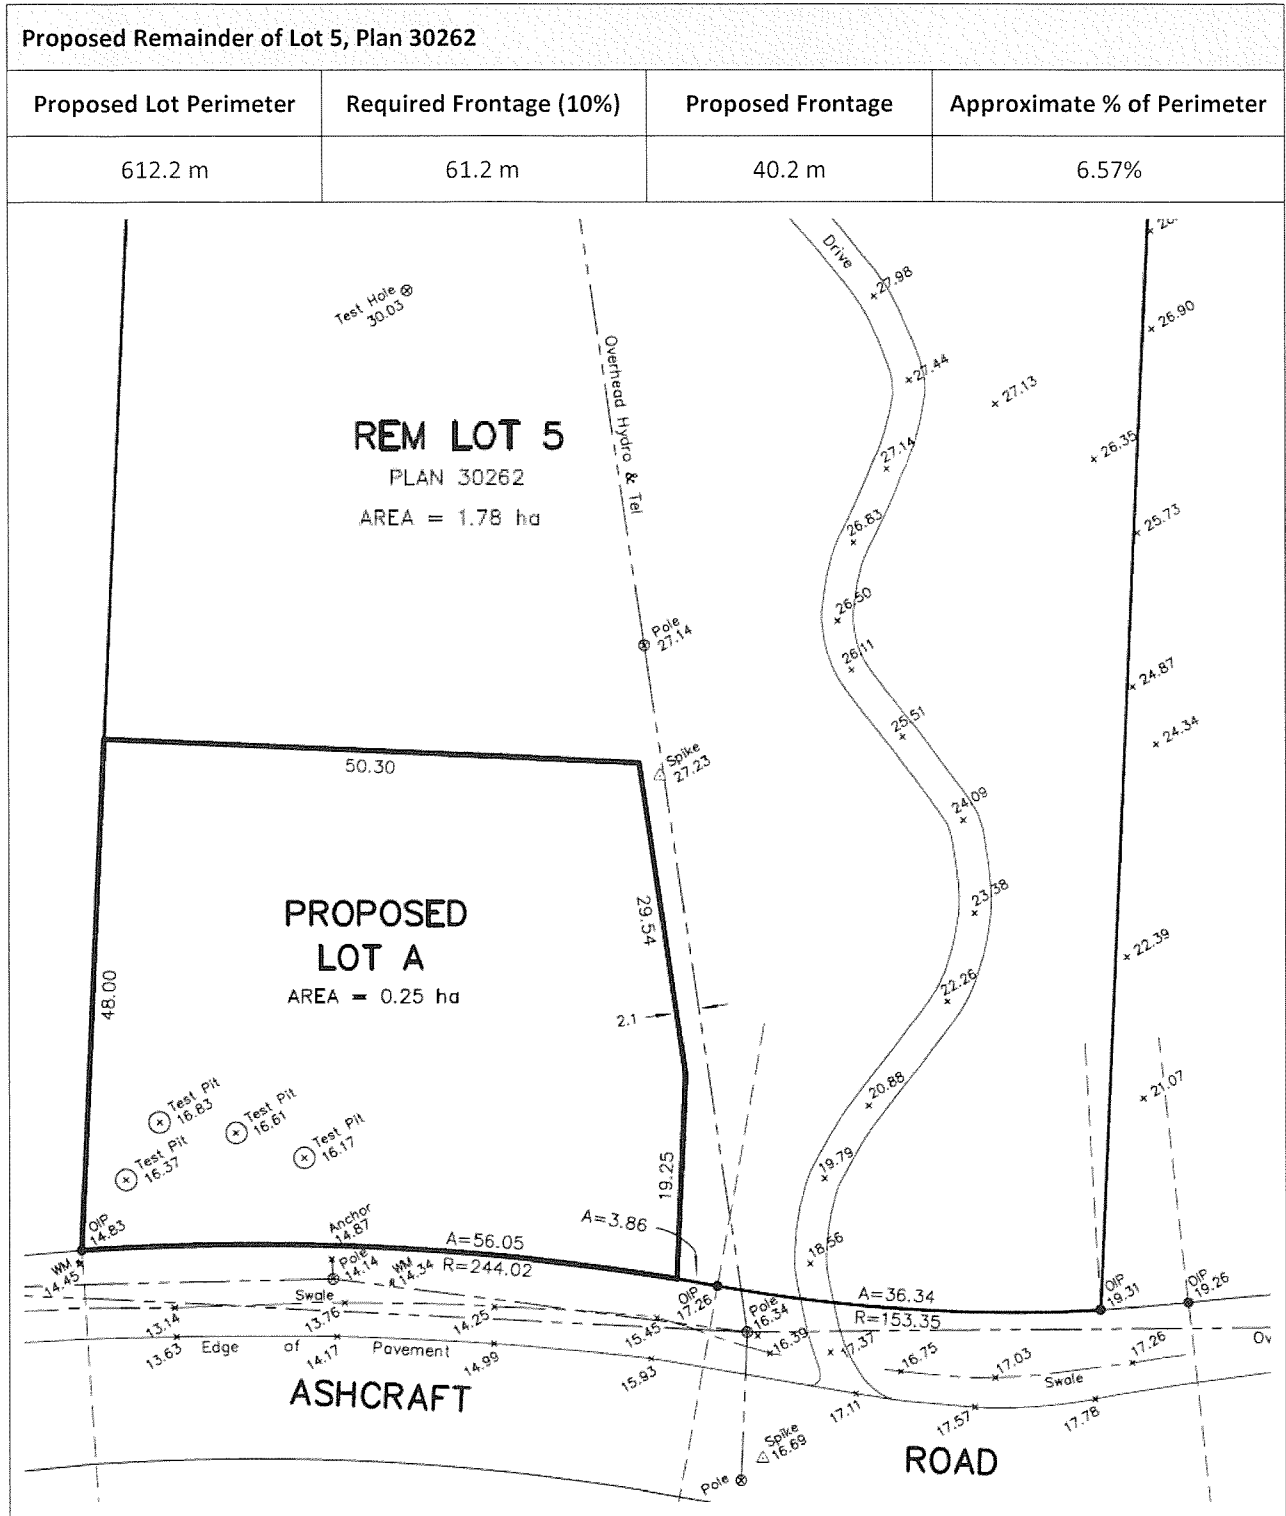 Proposed Remainder of Lot 5, Plan 30262
Proposed Lot Perimeter Required Frontage (10%) Proposed Frontage Approximate % of Perimeter
612.2 m 61.2 m 40.2 m 6.57%
Drive
27.98
26.90
Test Hole
30.03
27.44
27.13
Overhead Hydro & Tel
REM LOT 5
PLAN 30262
AREA = 1.78 ha
27.14
26.35
26.83
25.73
26.50
Pole
27.14
26.11
24.87
25.51
24.34
50.30
Spike
27.23
24.09
PROPOSED
LOT A
AREA = 0.25 ha
29.54
23.38
22.39
48.00
22.26
2.1
20.88
21.07
Test Pit
16.83
Test Pit
16.61
Test Pit
16.17
Test Pit
16.37
19.79
19.25
OIP
14.83
Anchor
14.87
A=3.86
A=56.05
R=244.02
18.56
WM
14.45
Pole
14.14
WM
14.34
OIP
17.26
A=36.34
R=153.35
OIP
19.31
OIP
19.26
Swale
Pole
16.34
13.14
13.76
14.25
15.45
16.39
17.37
16.75
17.03
17.26
Ov
Swale
13.63
Edge of Pavement
14.17
14.99
15.93
17.11
17.57
17.78
ASHCRAFT
ROAD
Spike
16.69
Pole